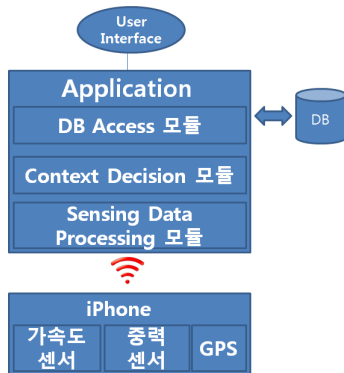 User
Interface
Application
DB Access 모듈
DB
Context Decision 모듈
Sensing Data
Processing 모듈
iPhone
가속도
센서
중력
센서
GPS